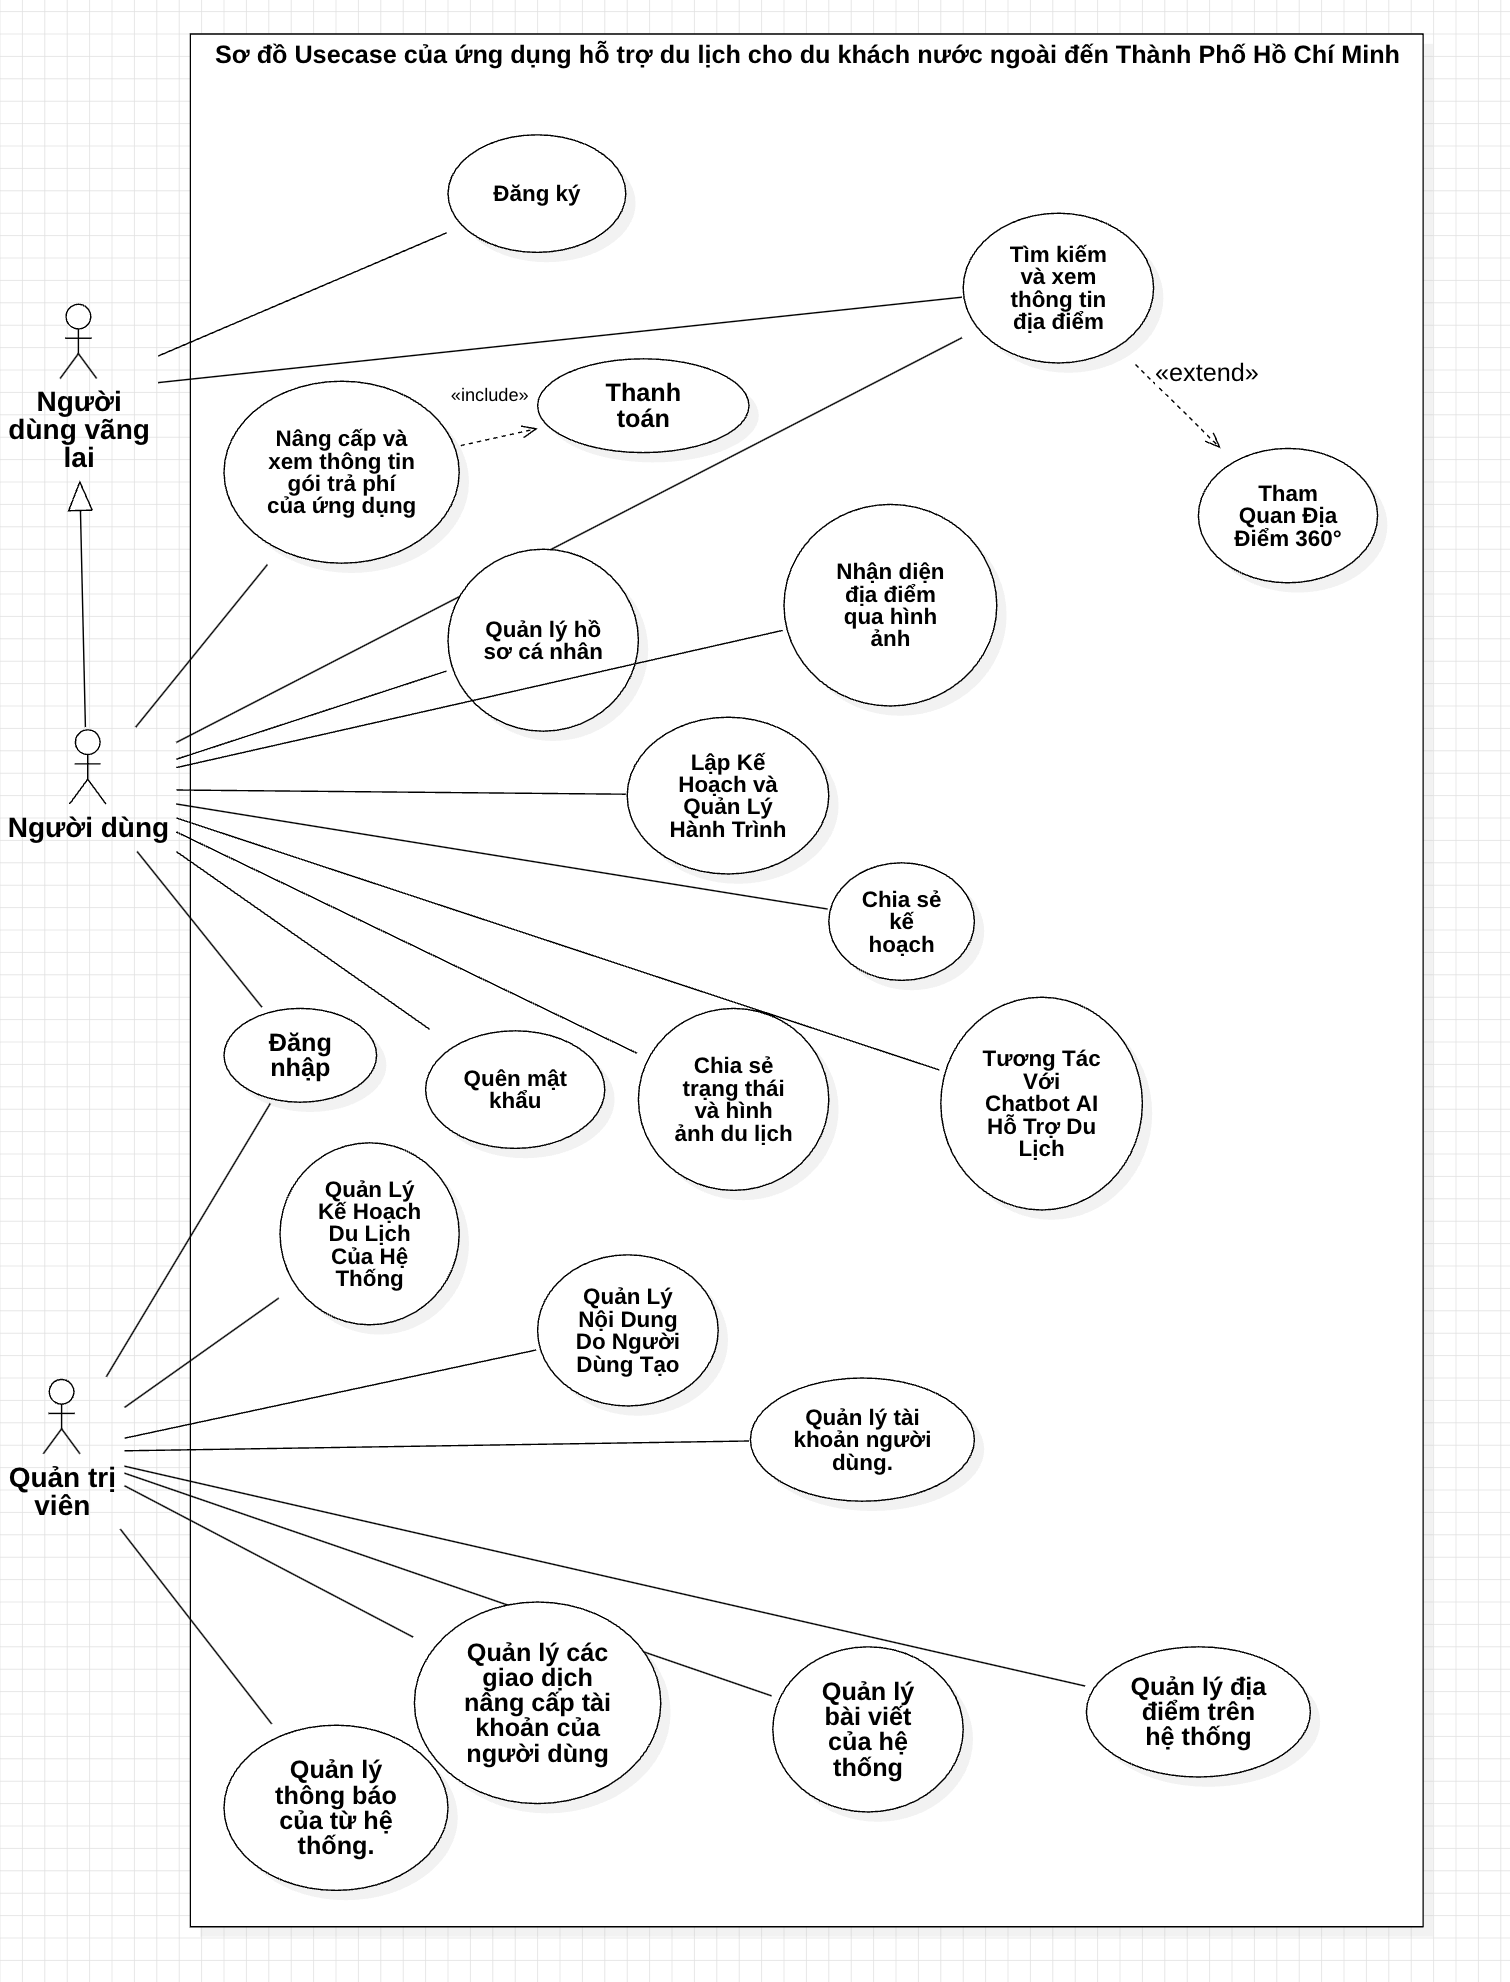 Sơ đồ Usecase của ứng dụng hỗ trợ du lịch cho du khách nước ngoài đến Thành Phố Hồ Chí Minh
Đăng ký
Tìm kiếm
và xem
thông tin
địa điểm
«extend»
Tham
Quan Địa
Điểm 360°
Người
dùng vãng
lai
Nâng cấp và
xem thông tin
gói trả phí
của ứng dụng
«include»
Thanh
toán
Quản lý hồ
sơ cá nhân
Nhận diện
địa điểm
qua hình
ảnh
Người dùng
Lập Kế
Hoạch và
Quản Lý
Hành Trình
Chia sẻ
kế
hoạch
Đăng
nhập
Quên mật
khẩu
Chia sẻ
trạng thái
và hình
ảnh du lịch
Tương Tác
Với
Chatbot AI
Hỗ Trợ Du
Lịch
Quản Lý
Kế Hoạch
Du Lịch
Của Hệ
Thống
Quản Lý
Nội Dung
Do Người
Dùng Tạo
Quản lý tài
khoản người
dùng.
Quản trị
viên
Quản lý các
giao dịch
nâng cấp tài
khoản của
người dùng
Quản lý
bài viết
của hệ
thống
Quản lý địa
điểm trên
hệ thống
Quản lý
thông báo
của từ hệ
thống.